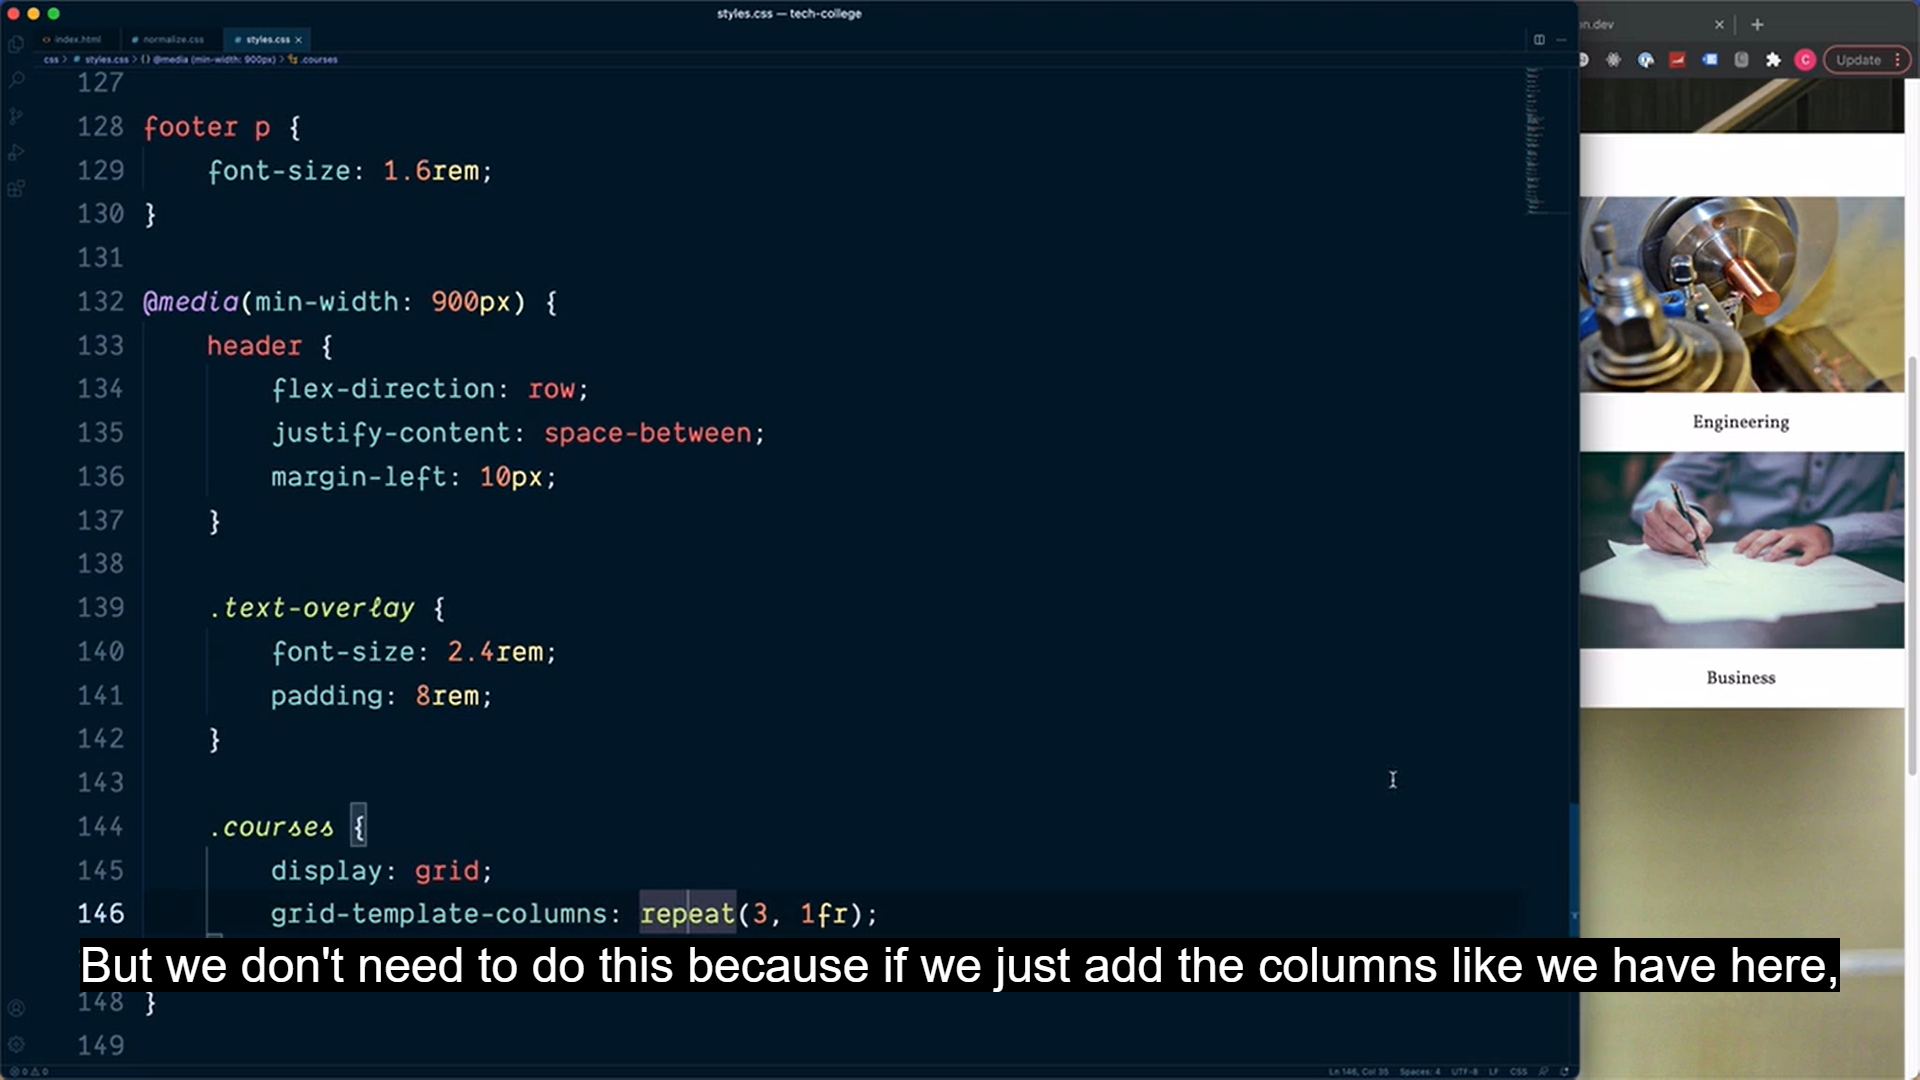 styles.css — tech-college
index.html
normalize.css
styles.css
css > styles.css > {} @media (min-width: 900px) > .courses
n.dev
C
Update
127
128 footer p {
129 font-size: 1.6rem;
130 }
131
132 @media(min-width: 900px) {
133 header {
134 flex-direction: row;
135 justify-content: space-between;
136 margin-left: 10px;
137 }
138
139 .text-overlay {
140 font-size: 2.4rem;
141 padding: 8rem;
142 }
143
144 .courses {
145 display: grid;
146 grid-template-columns: repeat(3, 1fr);
But we don't need to do this because if we just add the columns like we have here,
148 }
149
Engineering
Business
0 0
Ln 146, Col 35 Spaces: 4 UTF-8 LF CSS